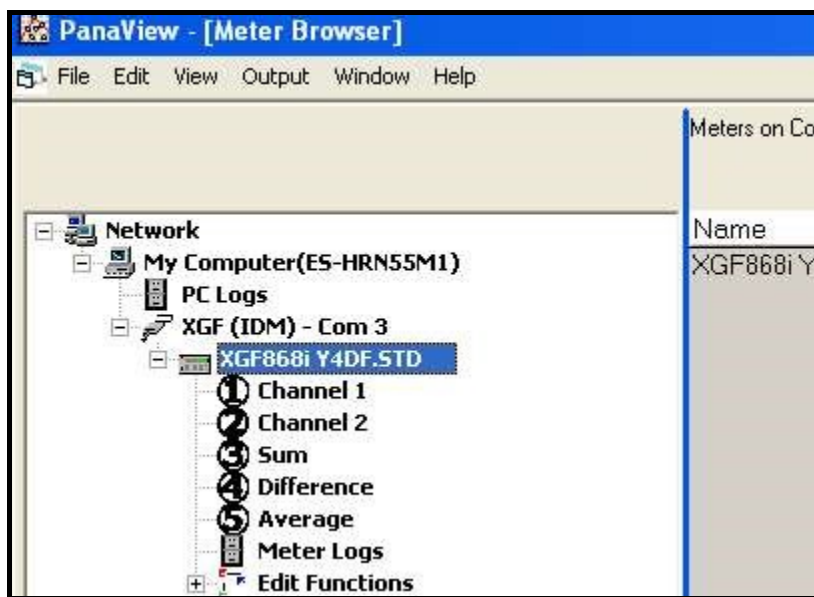 PanaView - [Meter Browser]
File Edit View Output Window Help
Meters on Co
Name
XGF868i Y
Network
My Computer(ES-HRN55M1)
PC Logs
XGF (IDM) - Com 3
XGF868i Y4DF.STD
1 Channel 1
2 Channel 2
3 Sum
4 Difference
5 Average
Meter Logs
Edit Functions